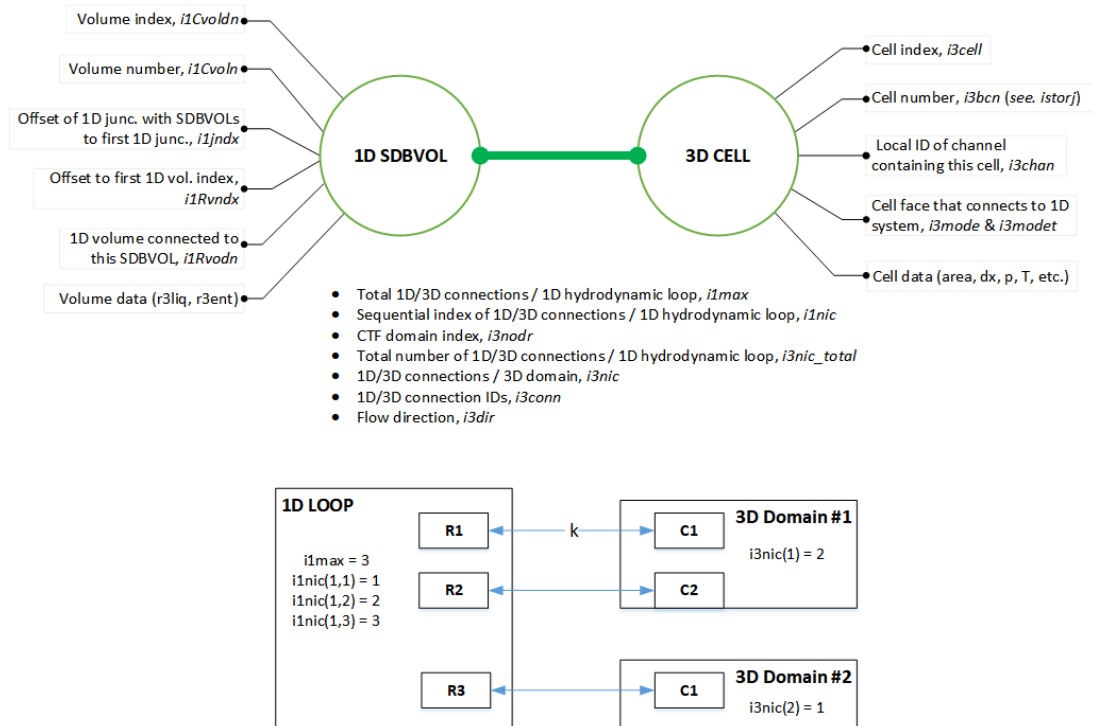 Volume index, i1Cvoldn
Volume number, i1Cvoln
Offset of 1D junc. with SDBVOLs
to first 1D junc., i1jndx
Offset to first 1D vol. index,
i1Rvndx
1D volume connected to
this SDBVOL, i1Rvodn
Volume data (r3liq, r3ent)
1D SDBVOL
3D CELL
Cell index, i3cell
Cell number, i3bcn (see. istorj)
Local ID of channel
containing this cell, i3chan
Cell face that connects to 1D
system, i3mode & i3modet
Cell data (area, dx, p, T, etc.)
• Total 1D/3D connections / 1D hydrodynamic loop, i1max
• Sequential index of 1D/3D connections / 1D hydrodynamic loop, i1nic
• CTF domain index, i3nodr
• Total number of 1D/3D connections / 1D hydrodynamic loop, i3nic_total
• 1D/3D connections / 3D domain, i3nic
• 1D/3D connection IDs, i3conn
• Flow direction, i3dir
1D LOOP
i1max = 3
i1nic(1,1) = 1
i1nic(1,2) = 2
i1nic(1,3) = 3
R1
R2
R3
k
3D Domain #1
C1
i3nic(1) = 2
C2
3D Domain #2
C1
i3nic(2) = 1